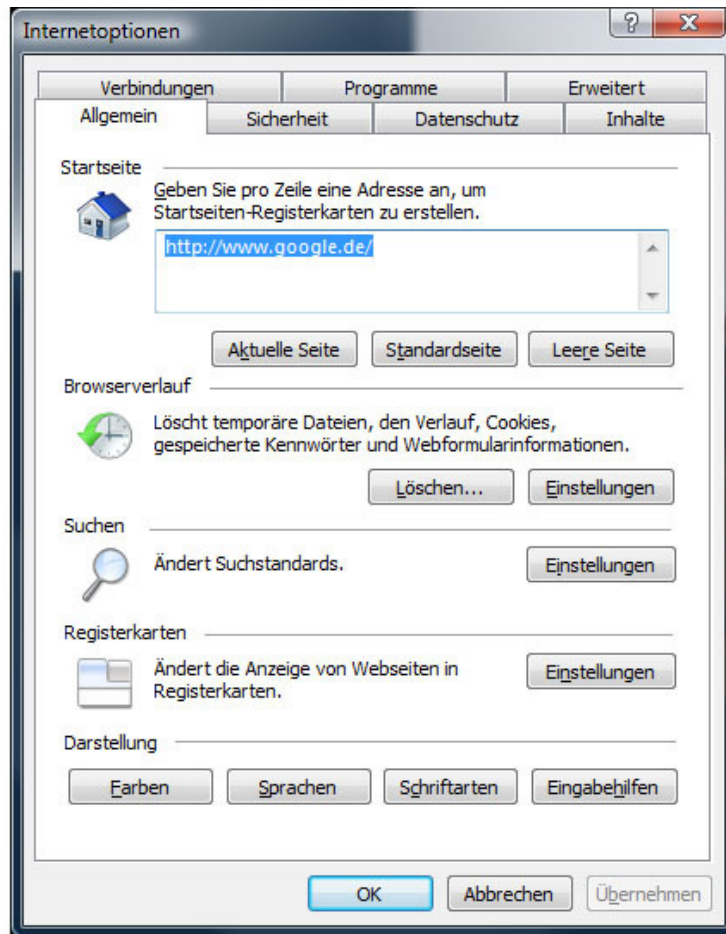 Internetoptionen
Verbindungen Programme Erweitert
Allgemein Sicherheit Datenschutz Inhalte
Startseite
Geben Sie pro Zeile eine Adresse an, um
Startseiten-Registerkarten zu erstellen.
http://www.google.de/
Aktuelle Seite Standardseite Leere Seite
Browserverlauf
Löscht temporäre Dateien, den Verlauf, Cookies,
gespeicherte Kennwörter und Webformularinformationen.
Löschen... Einstellungen
Suchen
Ändert Suchstandards. Einstellungen
Registerkarten
Ändert die Anzeige von Webseiten in Einstellungen
Registerkarten.
Darstellung
Farben Sprachen Schriftarten Eingabehilfen
OK Abbrechen Übernehmen